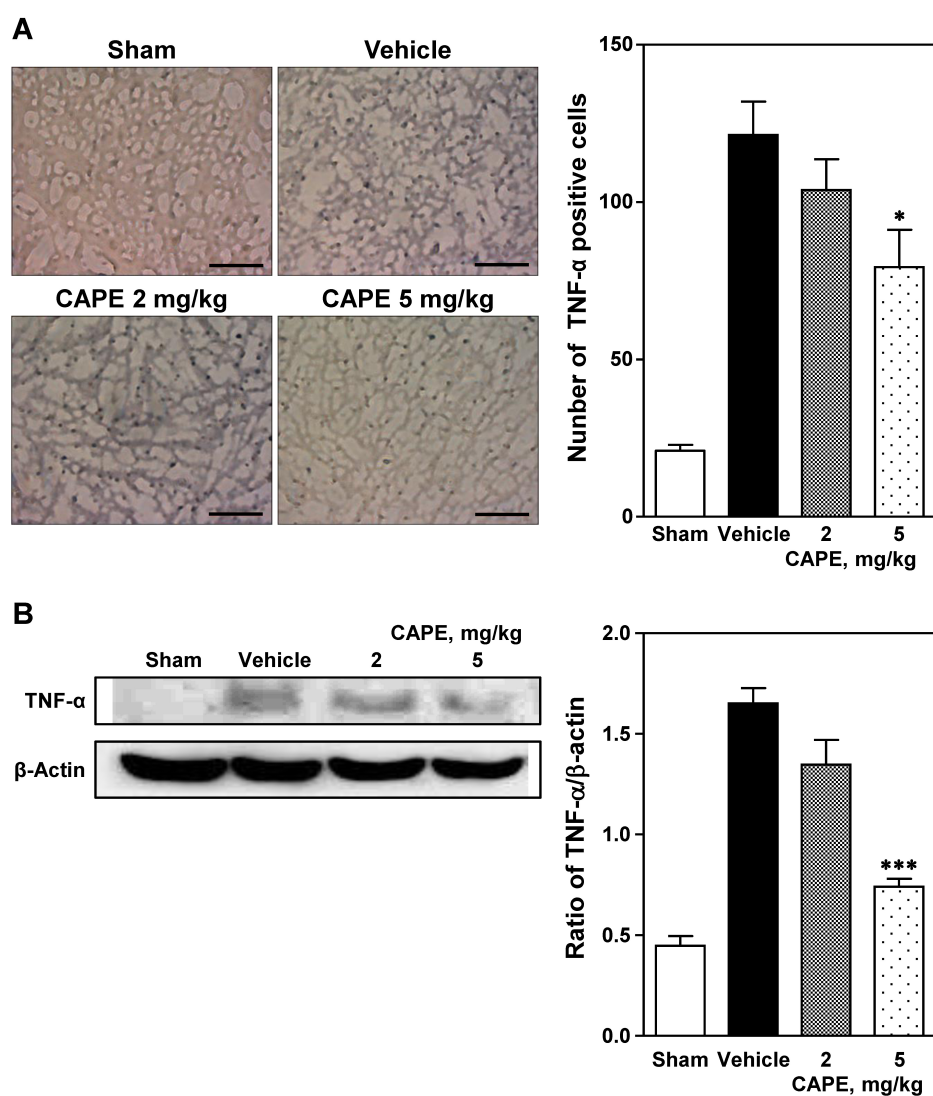 A
Sham
Vehicle
CAPE 2 mg/kg
CAPE 5 mg/kg
Nunber of TNF-α positive cells
150
100
50
0
*
Sham Vehicle 2 5
CAPE, mg/kg
B
CAPE, mg/kg
Sham Vehicle 2 5
TNF-α
β-Actin
Ratio of TNF-α/β-actin
2.0
1.5
1.0
0.5
0.0
***
Sham Vehicle 2 5
CAPE, mg/kg